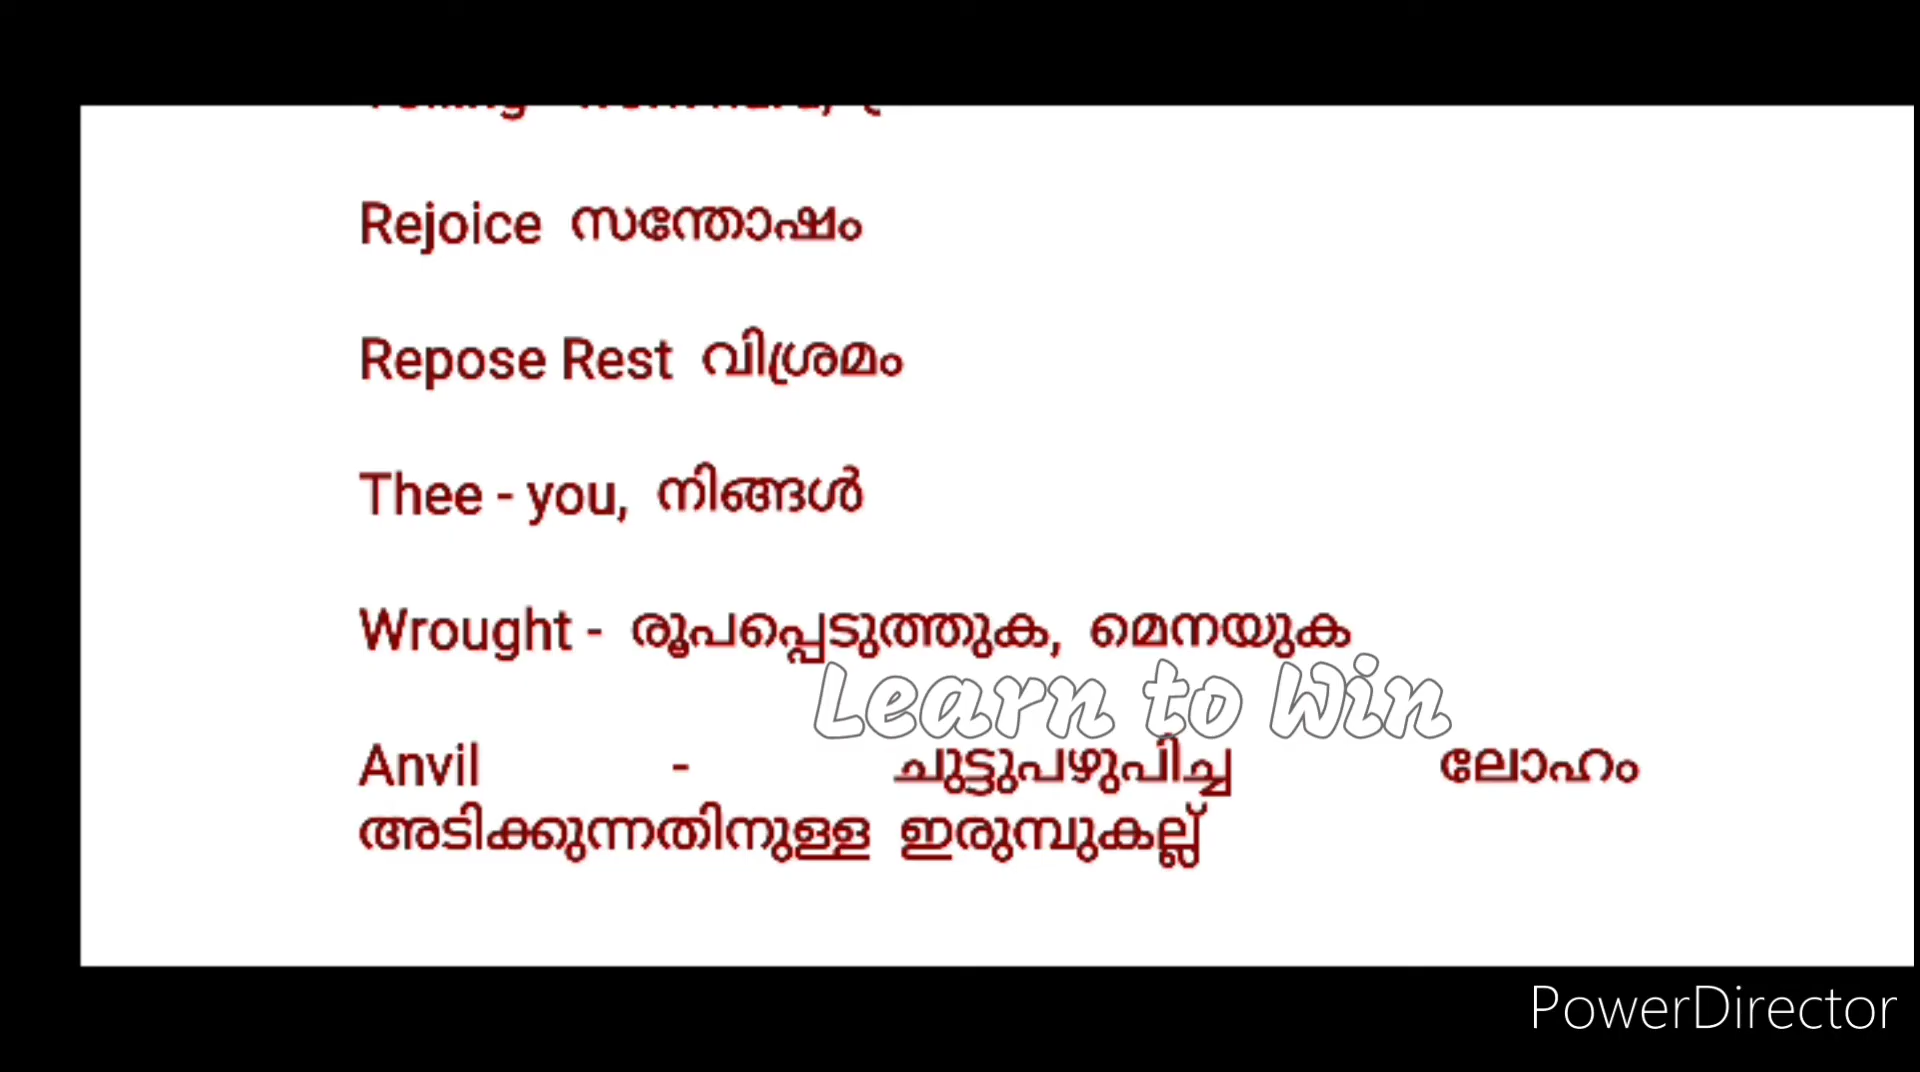 Rejoice സന്തോഷം
Repose Rest വിശ്രമം
Thee - you, നിങ്ങൾ
Wrought - രൂപപ്പെടുത്തുക, മെനയുക
Learn to Win
Anvil - ചുട്ടുപഴുപിച്ച ലോഹം
അടിക്കുന്നതിനുള്ള ഇരുമ്പുകല്ല്
PowerDirector